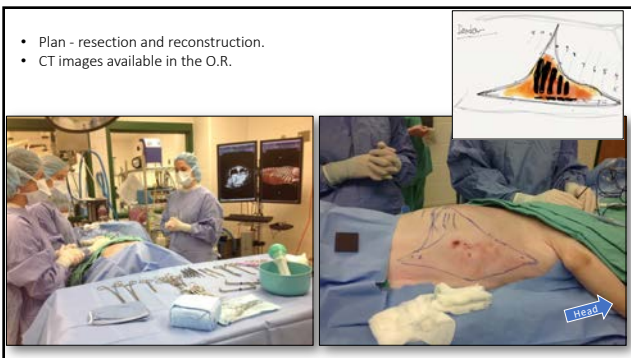 • Plan - resection and reconstruction.
• CT images available in the O.R.
Head